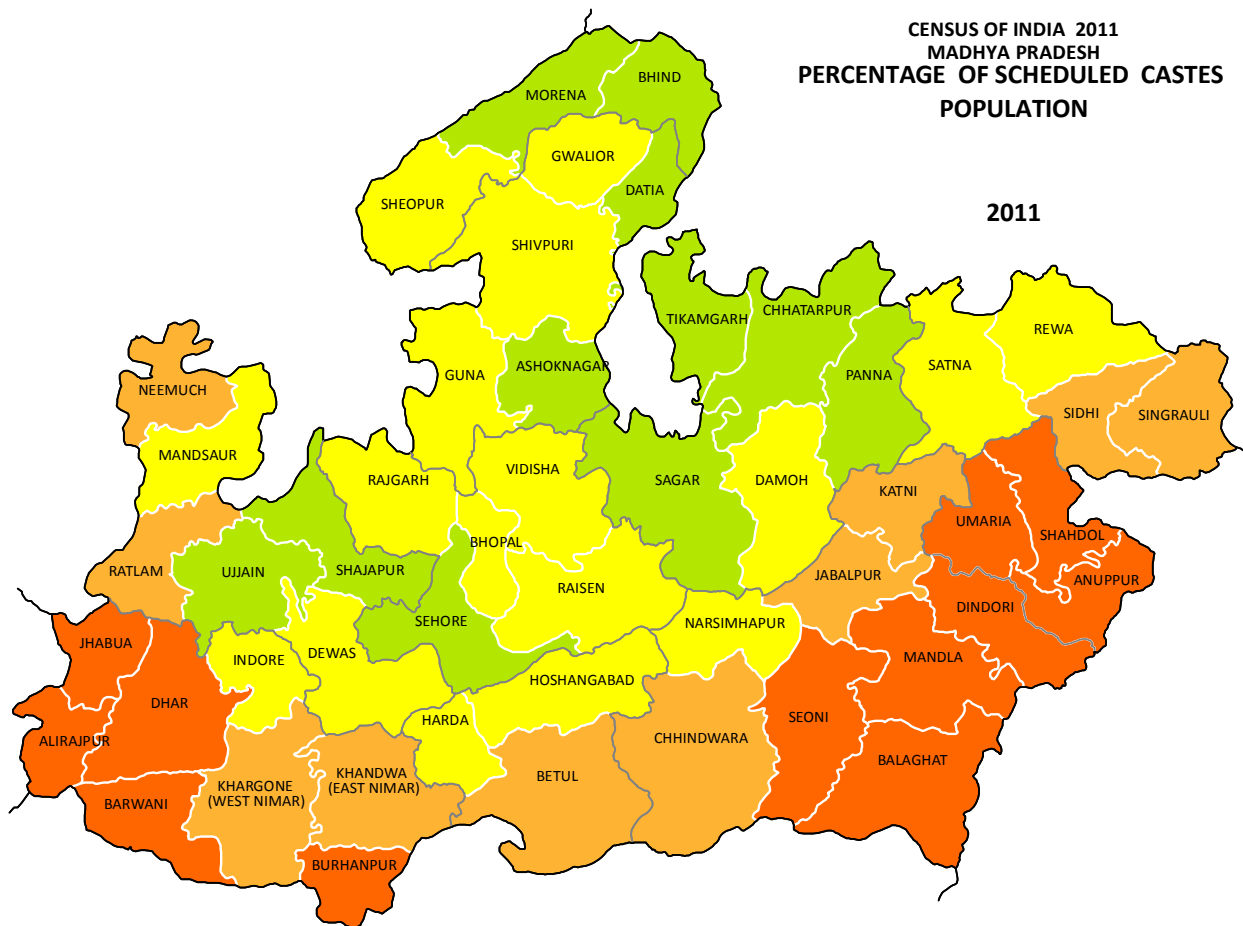 CENSUS OF INDIA 2011
MADHYA PRADESH
PERCENTAGE OF SCHEDULED CASTES
POPULATION
2011
BHIND
MORENA
GWALIOR
DATIA
SHEOPUR
SHIVPURI
TIKAMGARH
CHHATARPUR
REWA
ASHOKNAGAR
GUNA
PANNA
SATNA
NEEMUCH
SIDHI
SINGRAULI
MANDSAUR
VIDISHA
RAJGARH
SAGAR
DAMOH
KATNI
UMARIA
SHAHDOL
BHOPAL
RATLAM
UJJAIN
SHAJAPUR
RAISEN
JABALPUR
ANUPPUR
DINDORI
SEHORE
NARSIMHAPUR
JHABUA
INDORE
DEWAS
MANDLA
HOSHANGABAD
DHAR
SEONI
HARDA
ALIRAJPUR
CHHINDWARA
BALAGHAT
KHANDWA
(EAST NIMAR)
BETUL
KHARGONE
(WEST NIMAR)
BARWANI
BURHANPUR